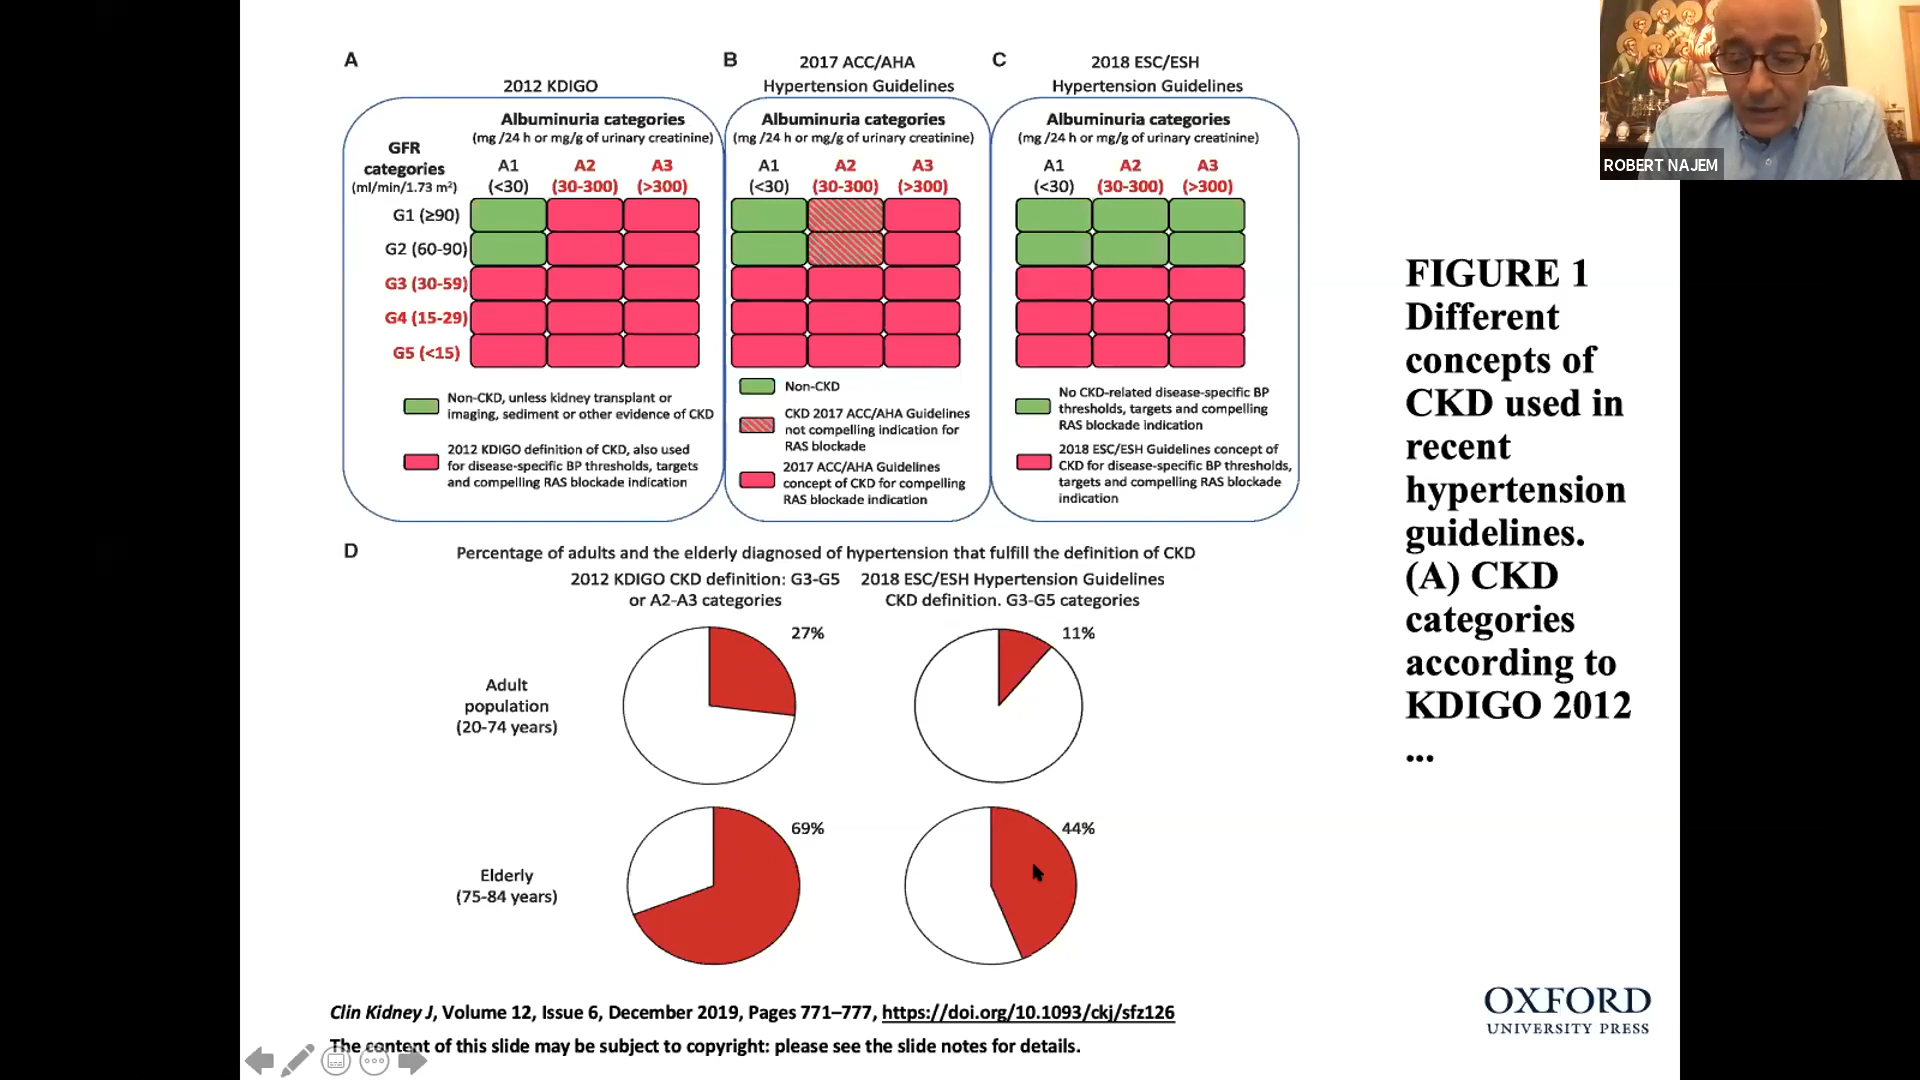 A
2012 KDIGO
Albuminuria categories
(mg /24 h or mg/g of urinary creatinine)
GFR
categories
(ml/min/1.73 m²)
A1 A2 A3
(<30) (30-300) (>300)
G1 (≥90)
G2 (60-90)
G3 (30-59)
G4 (15-29)
G5 (<15)
Non-CKD, unless kidney transplant or
imaging, sediment or other evidence of CKD
2012 KDIGO definition of CKD, also used
for disease-specific BP thresholds, targets
and compelling RAS blockade indication
B
2017 ACC/AHA
Hypertension Guidelines
Albuminuria categories
(mg /24 h or mg/g of urinary creatinine)
A1 A2 A3
(<30) (30-300) (>300)
Non-CKD
CKD 2017 ACC/AHA Guidelines
not compelling indication for
RAS blockade
2017 ACC/AHA Guidelines
concept of CKD for compelling
RAS blockade indication
C
2018 ESC/ESH
Hypertension Guidelines
Albuminuria categories
(mg /24 h or mg/g of urinary creatinine)
A1 A2 A3
(<30) (30-300) (>300)
No CKD-related disease-specific BP
thresholds, targets and compelling
RAS blockade indication
2018 ESC/ESH Guidelines concept of
CKD for disease-specific BP thresholds,
targets and compelling RAS blockade
indication
D
Percentage of adults and the elderly diagnosed of hypertension that fulfill the definition of CKD
2012 KDIGO CKD definition: G3-G5
or A2-A3 categories
2018 ESC/ESH Hypertension Guidelines
CKD definition. G3-G5 categories
Adult
population
(20-74 years)
27%
11%
Elderly
(75-84 years)
69%
44%
Clin Kidney J, Volume 12, Issue 6, December 2019, Pages 771–777, https://doi.org/10.1093/ckj/sfz126
The content of this slide may be subject to copyright: please see the slide notes for details.
ROBERT NAJEM
FIGURE 1
Different
concepts of
CKD used in
recent
hypertension
guidelines.
(A) CKD
categories
according to
KDIGO 2012
...
OXFORD
UNIVERSITY PRESS